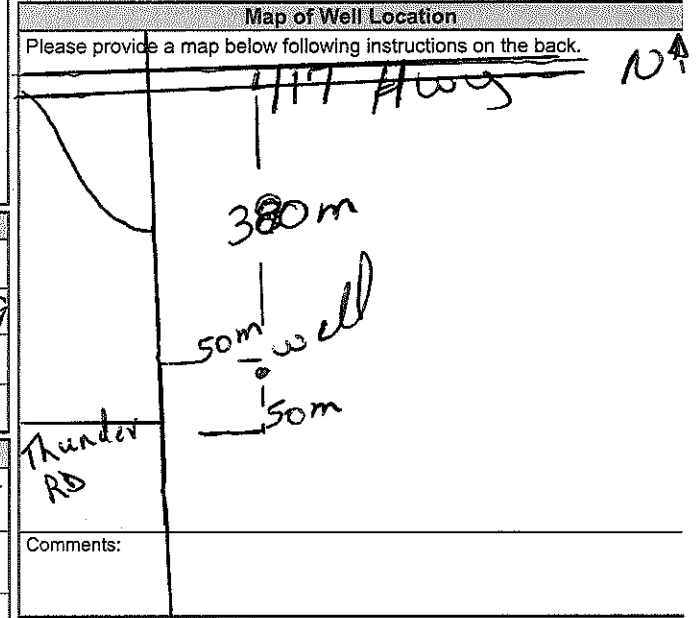 Map of Well Location
Please provide a map below following instructions on the back.
N
417 Hwy
380m
50m
well
50m
Thunder
RD
Comments: